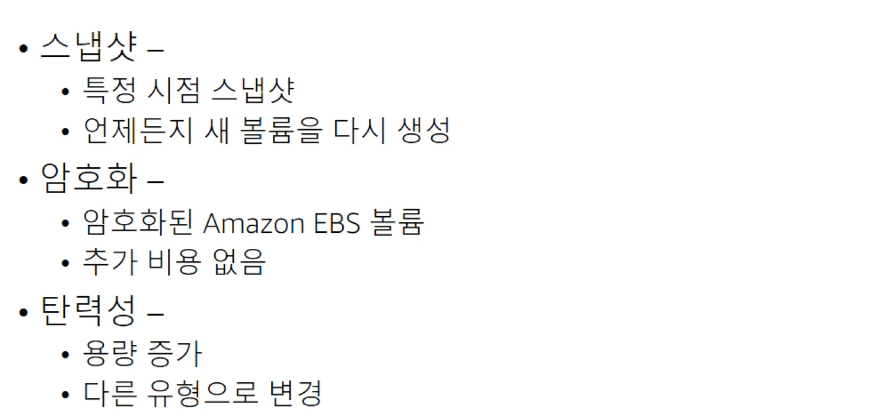 • 스냅샷 –
• 특정 시점 스냅샷
• 언제든지 새 볼륨을 다시 생성
• 암호화 –
• 암호화된 Amazon EBS 볼륨
• 추가 비용 없음
• 탄력성 –
• 용량 증가
• 다른 유형으로 변경